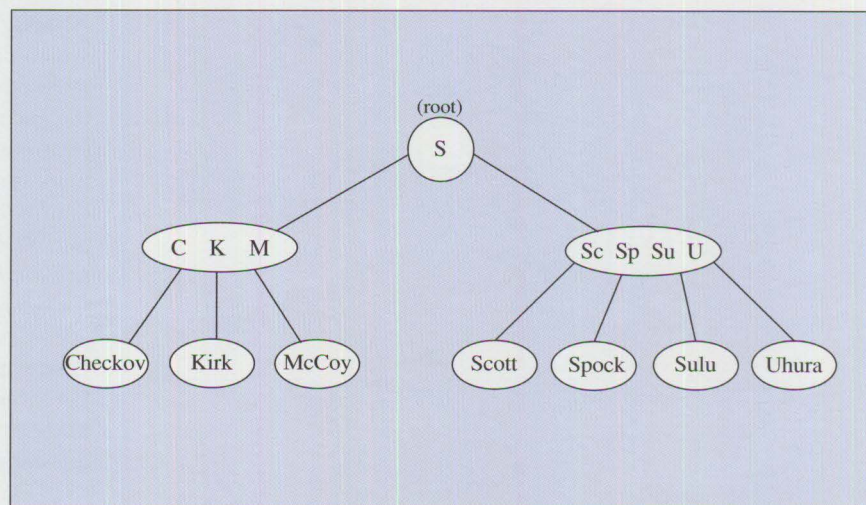 (root)
S
C K M
Sc Sp Su U
Checkov Kirk McCoy Scott Spock Sulu Uhura